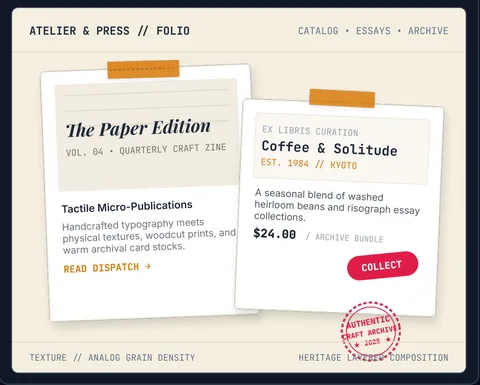 ATELIER & PRESS // FOLIO
CATALOG • ESSAYS • ARCHIVE
The Paper Edition
VOL. 04 • QUARTERLY CRAFT ZINE
Tactile Micro-Publications
Handcrafted typography meets
physical textures, woodcut prints, and
warm archival card stocks.
READ DISPATCH →
EX LIBRIS CURATION
Coffee & Solitude
EST. 1984 // KYOTO
A seasonal blend of washed
heirloom beans and risograph essay
collections.
$24.00 / ARCHIVE BUNDLE
COLLECT
AUTHENTIC
CRAFT ARCHIVE
★ 2025 ★
TEXTURE // ANALOG GRAIN DENSITY
HERITAGE LAYERED COMPOSITION